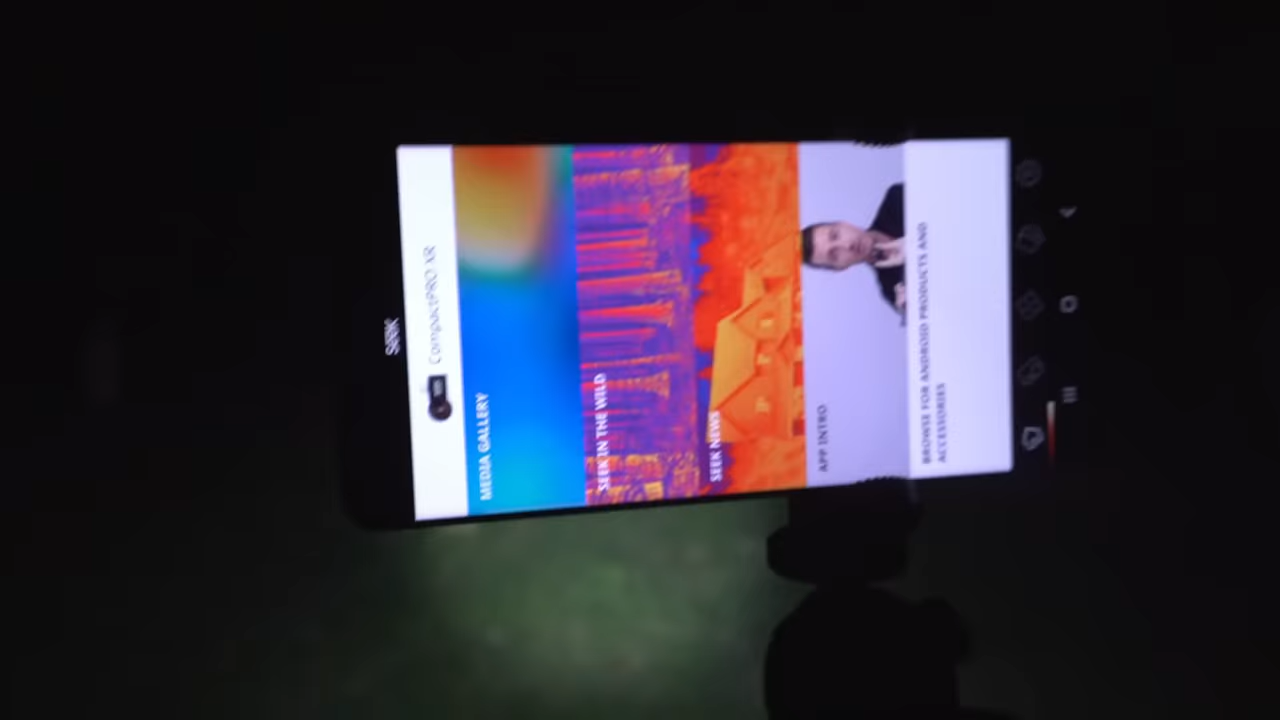 SEEK
CompactPRO XR
MEDIA GALLERY
SEEK IN THE WILD
SEEK NEWS
APP INTRO
BROWSE FOR ANDROID PRODUCTS AND
ACCESSORIES